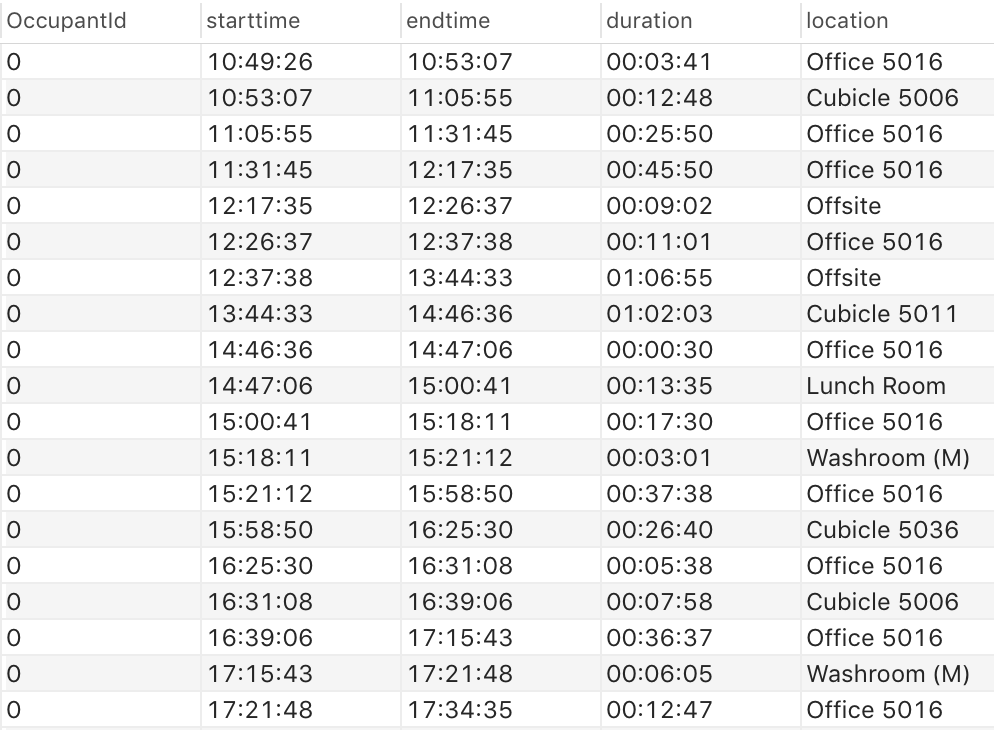 OccupantId starttime endtime duration location
0 10:49:26 10:53:07 00:03:41 Office 5016
0 10:53:07 11:05:55 00:12:48 Cubicle 5006
0 11:05:55 11:31:45 00:25:50 Office 5016
0 11:31:45 12:17:35 00:45:50 Office 5016
0 12:17:35 12:26:37 00:09:02 Offsite
0 12:26:37 12:37:38 00:11:01 Office 5016
0 12:37:38 13:44:33 01:06:55 Offsite
0 13:44:33 14:46:36 01:02:03 Cubicle 5011
0 14:46:36 14:47:06 00:00:30 Office 5016
0 14:47:06 15:00:41 00:13:35 Lunch Room
0 15:00:41 15:18:11 00:17:30 Office 5016
0 15:18:11 15:21:12 00:03:01 Washroom (M)
0 15:21:12 15:58:50 00:37:38 Office 5016
0 15:58:50 16:25:30 00:26:40 Cubicle 5036
0 16:25:30 16:31:08 00:05:38 Office 5016
0 16:31:08 16:39:06 00:07:58 Cubicle 5006
0 16:39:06 17:15:43 00:36:37 Office 5016
0 17:15:43 17:21:48 00:06:05 Washroom (M)
0 17:21:48 17:34:35 00:12:47 Office 5016